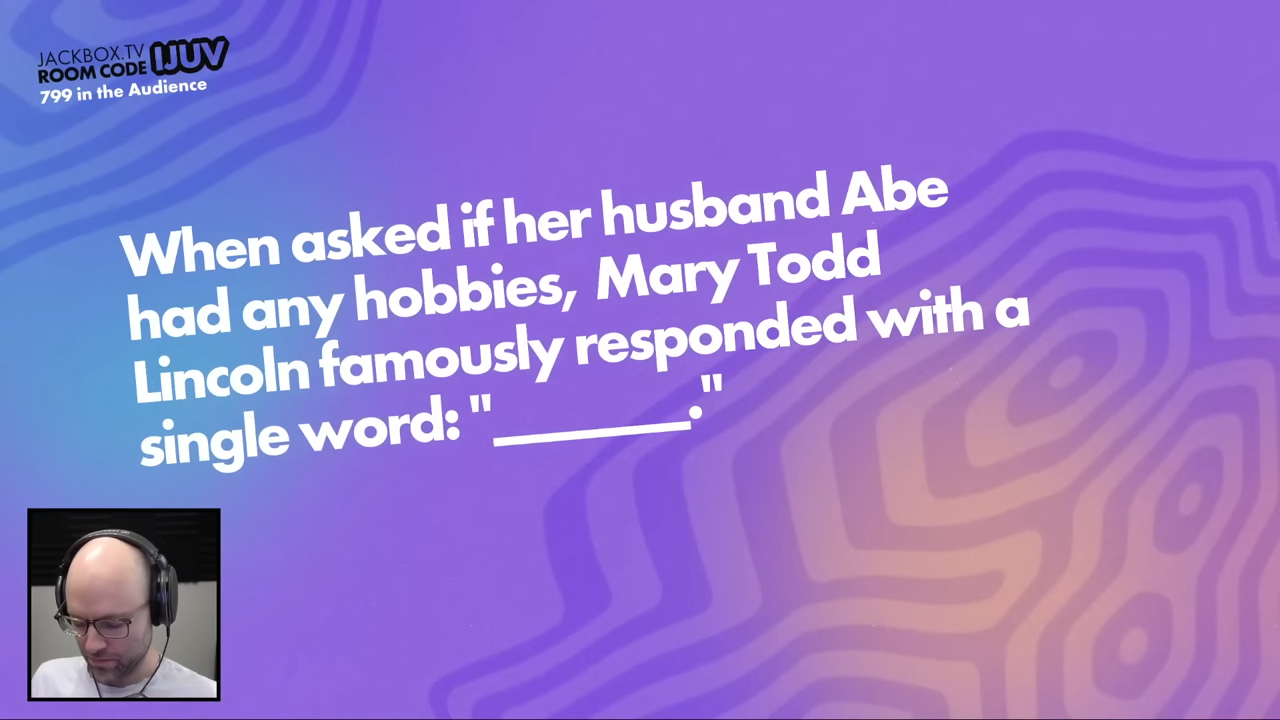 JACKBOX.TV
ROOM CODE IJUV
799 in the Audience
When asked if her husband Abe
had any hobbies, Mary Todd
Lincoln famously responded with a
single word: "________."